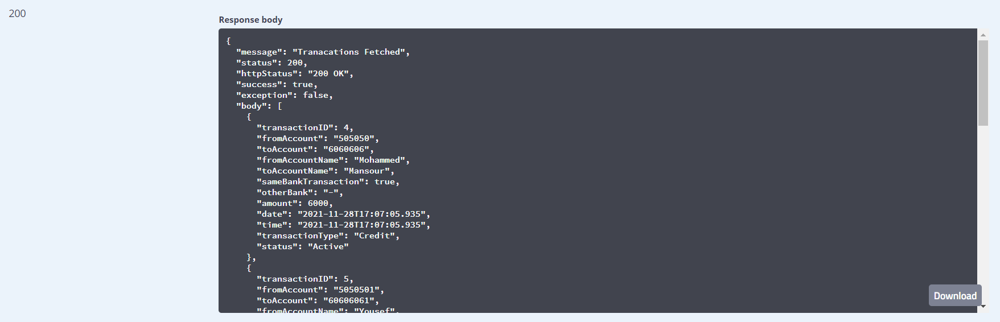 200
Response body
{
"message": "Tranacations Fetched",
"status": 200,
"httpStatus": "200 OK",
"success": true,
"exception": false,
"body": [
{
"transactionID": 4,
"fromAccount": "505050",
"toAccount": "6060606",
"fromAccountName": "Mohammed",
"toAccountName": "Mansour",
"sameBankTransaction": true,
"otherBank": "-",
"amount": 6000,
"date": "2021-11-28T17:07:05.935",
"time": "2021-11-28T17:07:05.935",
"transactionType": "Credit",
"status": "Active"
},
{
"transactionID": 5,
"fromAccount": "5050501",
"toAccount": "60606061",
"fromAccountName": "Yousef",
Download